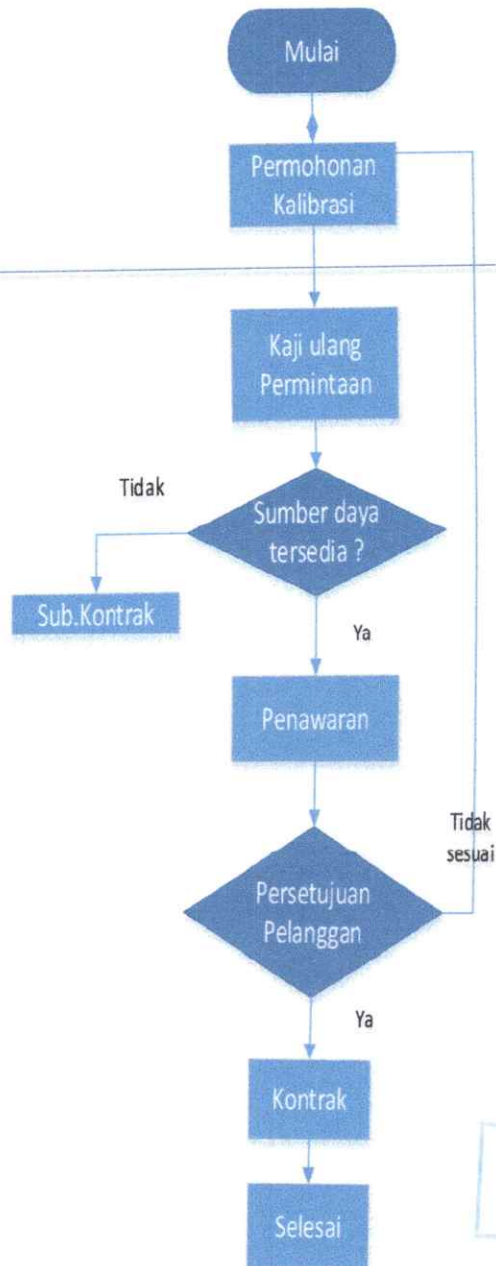 Mulai
Permohonan
Kalibrasi
Kaji ulang
Permintaan
Tidak
Sumber daya
tersedia ?
Sub.Kontrak
Ya
Penawaran
Tidak
sesuai
Persetujuan
Pelanggan
Ya
Kontrak
Selesai